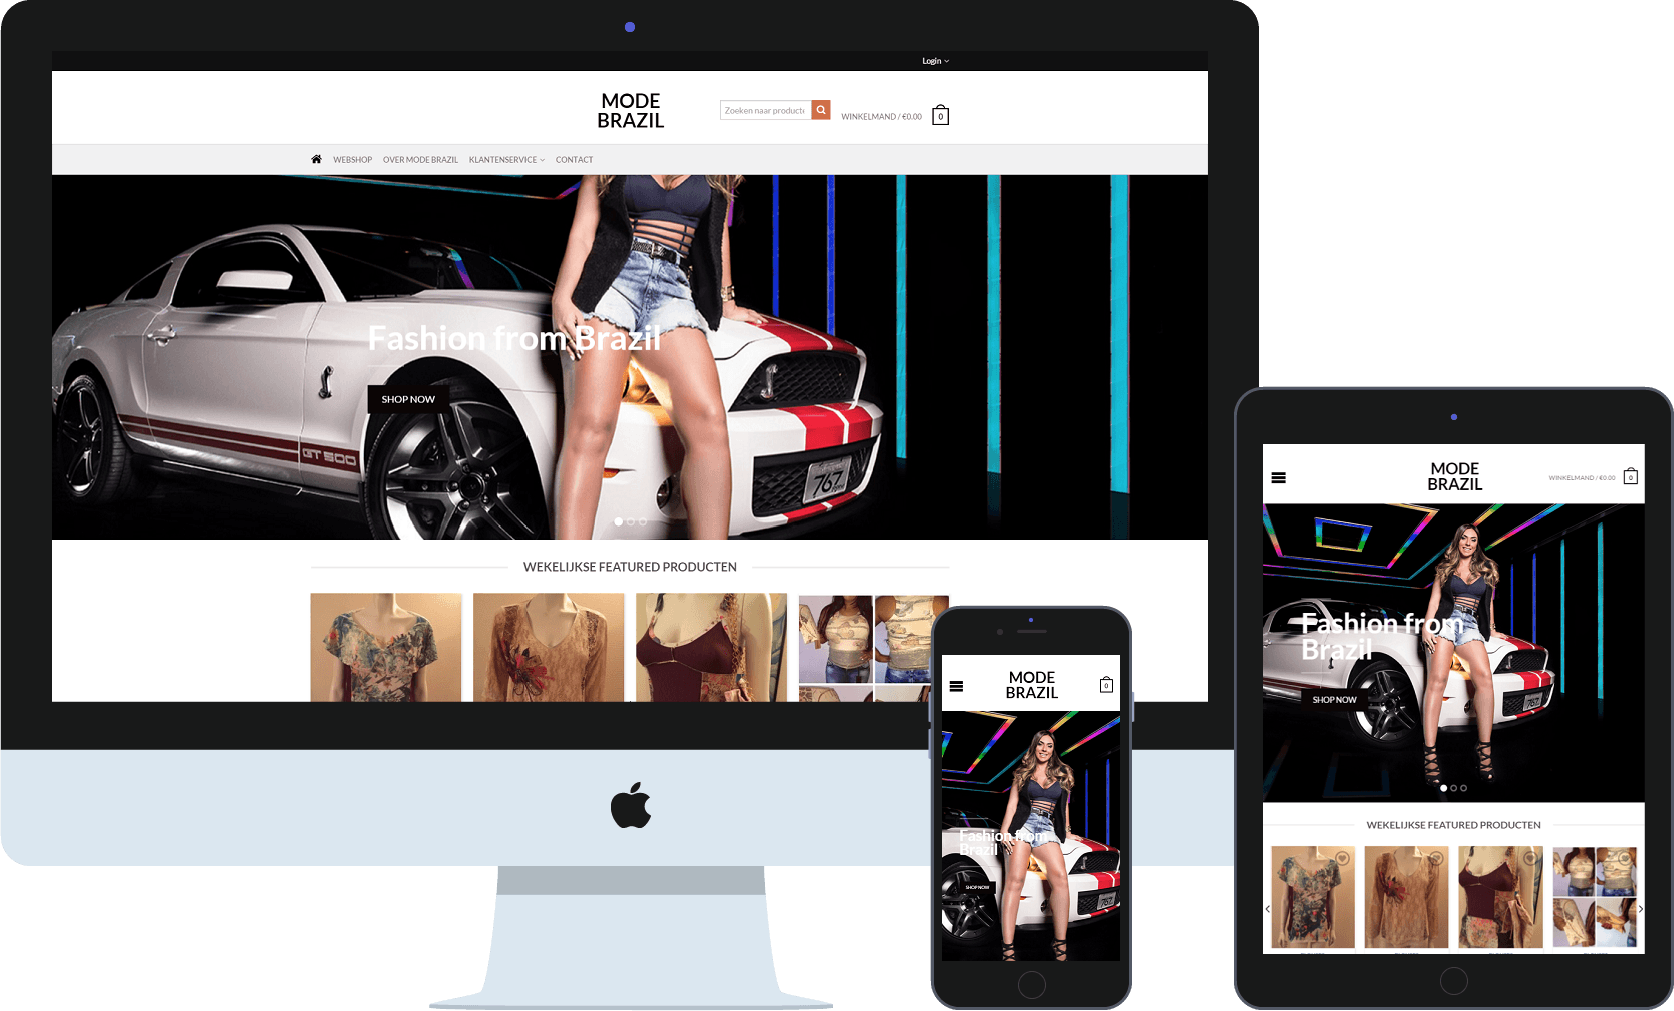 Login
MODE
BRAZIL
Zoeken naar producte
WINKELMAND / €0.00
0
WEBSHOP
OVER MODE BRAZIL
KLANTENSERVICE
CONTACT
Fashion from Brazil
SHOP NOW
GT 500
767
WEKELIJKSE FEATURED PRODUCTEN
MODE
BRAZIL
0
Fashion from
Brazil
SHOP NOW
767
MODE
BRAZIL
WINKELMAND / €0.00
0
Fashion from
Brazil
SHOP NOW
767
WEKELIJKSE FEATURED PRODUCTEN